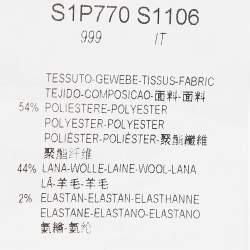 S1P770 S1106
999 IT
TESSUTO-GEWEBE-TISSUS-FABRIC
TEJIDO-COMPOSICAO-面料-面料
54% POLIESTERE-POLYESTER
POLYESTER-POLYESTER
POLIÉSTER-POLIÉSTER-聚酯纖維
聚酯纤维
44% LANA-WOLLE-LAINE-WOOL-LANA
LÃ-羊毛-羊毛
2% ELASTAN-ELASTAN-ELASTHANNE
ELASTANE-ELASTANO-ELASTANO
氨綸-氨纶